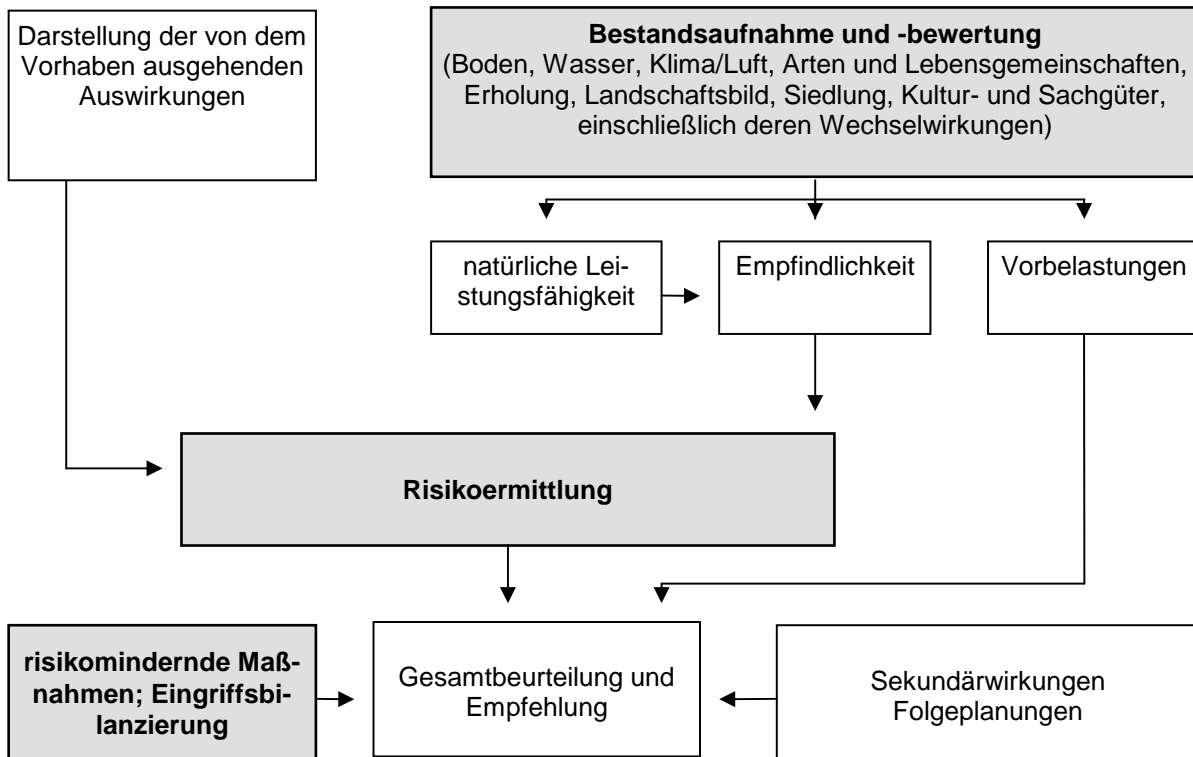 Darstellung der von dem
Vorhaben ausgehenden
Auswirkungen
Bestandsaufnahme und -bewertung
(Boden, Wasser, Klima/Luft, Arten und Lebensgemeinschaften,
Erholung, Landschaftsbild, Siedlung, Kultur- und Sachgüter,
einschließlich deren Wechselwirkungen)
natürliche Lei-
stungsfähigkeit
Empfindlichkeit
Vorbelastungen
Risikoermittlung
risikomindernde Maß-
nahmen; Eingriffsbi-
lanzierung
Gesamtbeurteilung und
Empfehlung
Sekundärwirkungen
Folgeplanungen